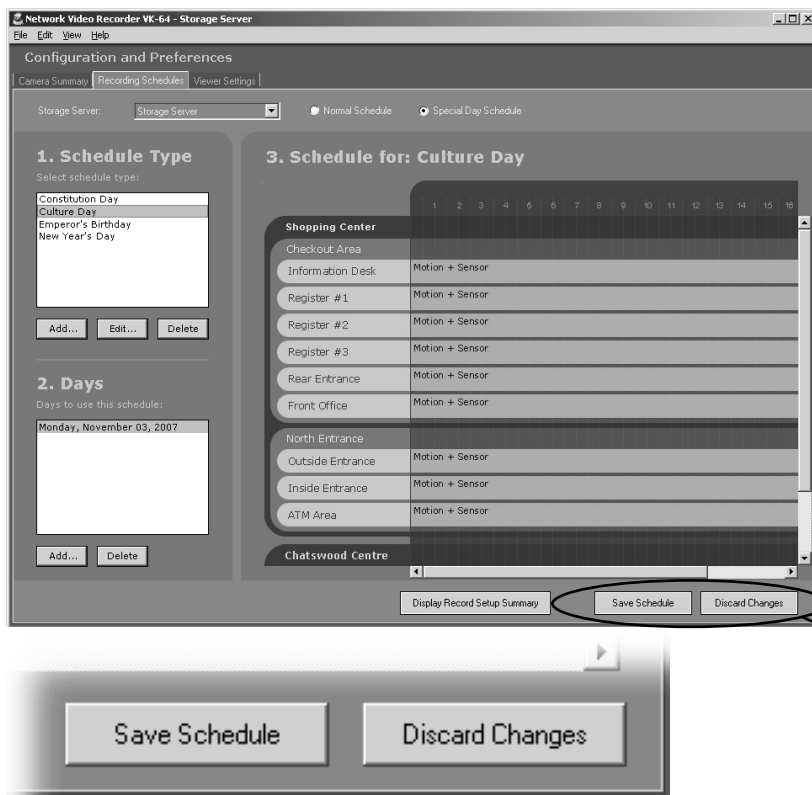 Network Video Recorder VK-64 - Storage Server
File Edit View Help
Configuration and Preferences
Camera Summary Recording Schedules Viewer Settings
Storage Server: Storage Server Normal Schedule Special Day Schedule
1. Schedule Type
Select schedule type:
Constitution Day
Culture Day
Emperor's Birthday
New Year's Day
Add... Edit... Delete
2. Days
Days to use this schedule:
Monday, November 03, 2007
Add... Delete
3. Schedule for: Culture Day
1 2 3 4 5 6 7 8 9 10 11 12 13 14 15 16
Shopping Center
Checkout Area
Information Desk Motion + Sensor
Register #1 Motion + Sensor
Register #2 Motion + Sensor
Register #3 Motion + Sensor
Rear Entrance Motion + Sensor
Front Office Motion + Sensor
North Entrance
Outside Entrance Motion + Sensor
Inside Entrance Motion + Sensor
ATM Area Motion + Sensor
Chatswood Centre
Display Record Setup Summary Save Schedule Discard Changes
Save Schedule Discard Changes